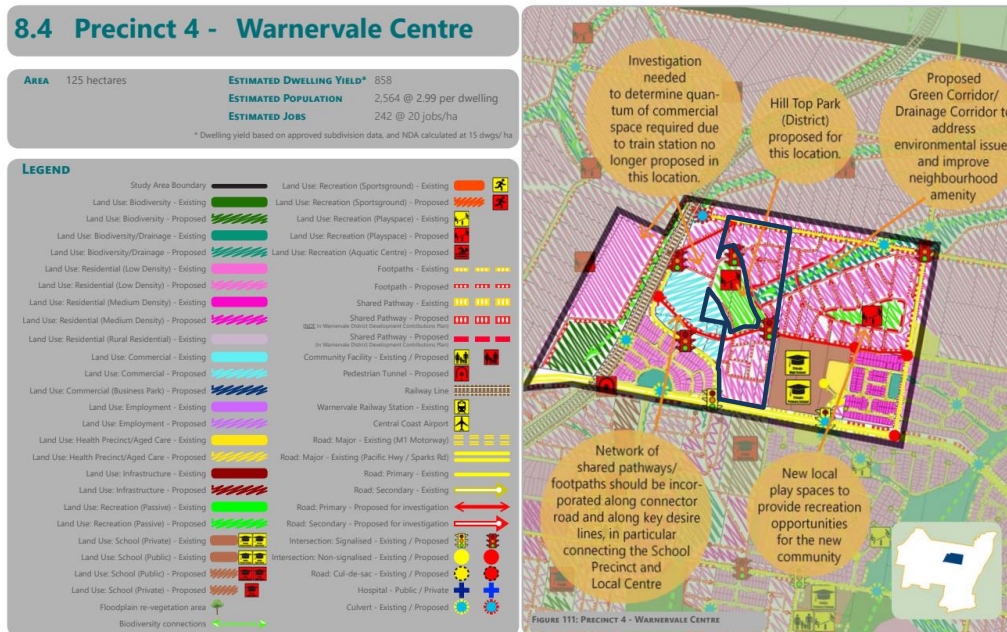 8.4 Precinct 4 - Warnervale Centre
AREA 125 hectares
ESTIMATED DWELLING YIELD* 858
ESTIMATED POPULATION 2,564 @ 2.99 per dwelling
ESTIMATED JOBS 242 @ 20 jobs/ha
* Dwelling yield based on approved subdivision data, and NDA calculated at 15 dwgs/ ha
LEGEND
Study Area Boundary
Land Use: Biodiversity - Existing
Land Use: Biodiversity - Proposed
Land Use: Biodiversity/Drainage - Existing
Land Use: Biodiversity/Drainage - Proposed
Land Use: Residential (Low Density) - Existing
Land Use: Residential (Low Density) - Proposed
Land Use: Residential (Medium Density) - Existing
Land Use: Residential (Medium Density) - Proposed
Land Use: Residential (Rural Residential) - Existing
Land Use: Commercial - Existing
Land Use: Commercial - Proposed
Land Use: Commercial (Business Park) - Proposed
Land Use: Employment - Existing
Land Use: Employment - Proposed
Land Use: Health Precinct/Aged Care - Existing
Land Use: Health Precinct/Aged Care - Proposed
Land Use: Infrastructure - Existing
Land Use: Infrastructure - Proposed
Land Use: Recreation (Passive) - Existing
Land Use: Recreation (Passive) - Proposed
Land Use: School (Private) - Existing
Land Use: School (Public) - Existing
Land Use: School (Public) - Proposed
Land Use: School (Private) - Proposed
Floodplain re-vegetation area
Biodiversity connections
Land Use: Recreation (Sportsground) - Existing
Land Use: Recreation (Sportsground) - Proposed
Land Use: Recreation (Playspace) - Existing
Land Use: Recreation (Playspace) - Proposed
Land Use: Recreation (Aquatic Centre) - Proposed
Footpaths - Existing
Footpath - Proposed
Shared Pathway - Existing
Shared Pathway - Proposed
(NOT in Warnervale District Development Contributions Plan)
Shared Pathway - Proposed
(In Warnervale District Development Contributions Plan)
Community Facility - Existing / Proposed
Pedestrian Tunnel - Proposed
Railway Line
Warnervale Railway Station - Existing
Central Coast Airport
Road: Major - Existing (M1 Motorway)
Road: Major - Existing (Pacific Hwy / Sparks Rd)
Road: Primary - Existing
Road: Secondary - Existing
Road: Primary - Proposed for investigation
Road: Secondary - Proposed for investigation
Intersection: Signalised - Existing / Proposed
Intersection: Non-signalised - Existing / Proposed
Road: Cul-de-sac - Existing / Proposed
Hospital - Public / Private
Culvert - Existing / Proposed
Investigation
needed
to determine quan-
tum of commercial
space required due
to train station no
longer proposed in
this location.
Hill Top Park
(District)
proposed for
this location.
Proposed
Green Corridor/
Drainage Corridor to
address
environmental issue
and improve
neighbourhood
amenity
Network of
shared pathways/
footpaths should be incor-
porated along connector
road and along key desire
lines, in particular
connecting the School
Precinct and
Local Centre
New local
play spaces to
provide recreation
opportunities
for the new
community
FIGURE 111: PRECINCT 4 - WARNERVALE CENTRE